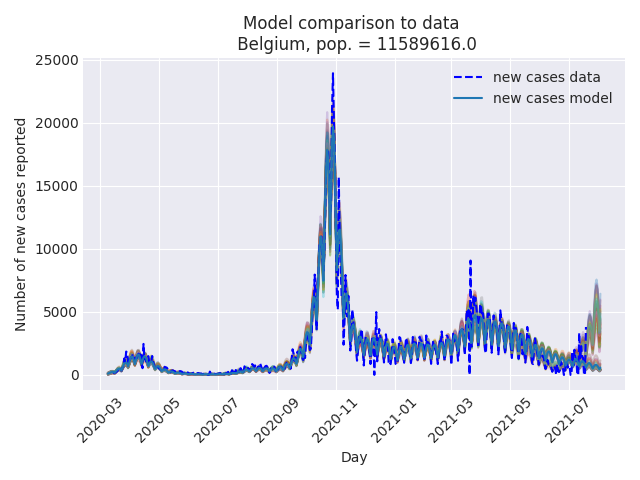 Model comparison to data
Belgium, pop. = 11589616.0
new cases data
new cases model
Number of new cases reported
25000
20000
15000
10000
5000
0
2020-03
2020-05
2020-07
2020-09
2020-11
2021-01
2021-03
2021-05
2021-07
Day